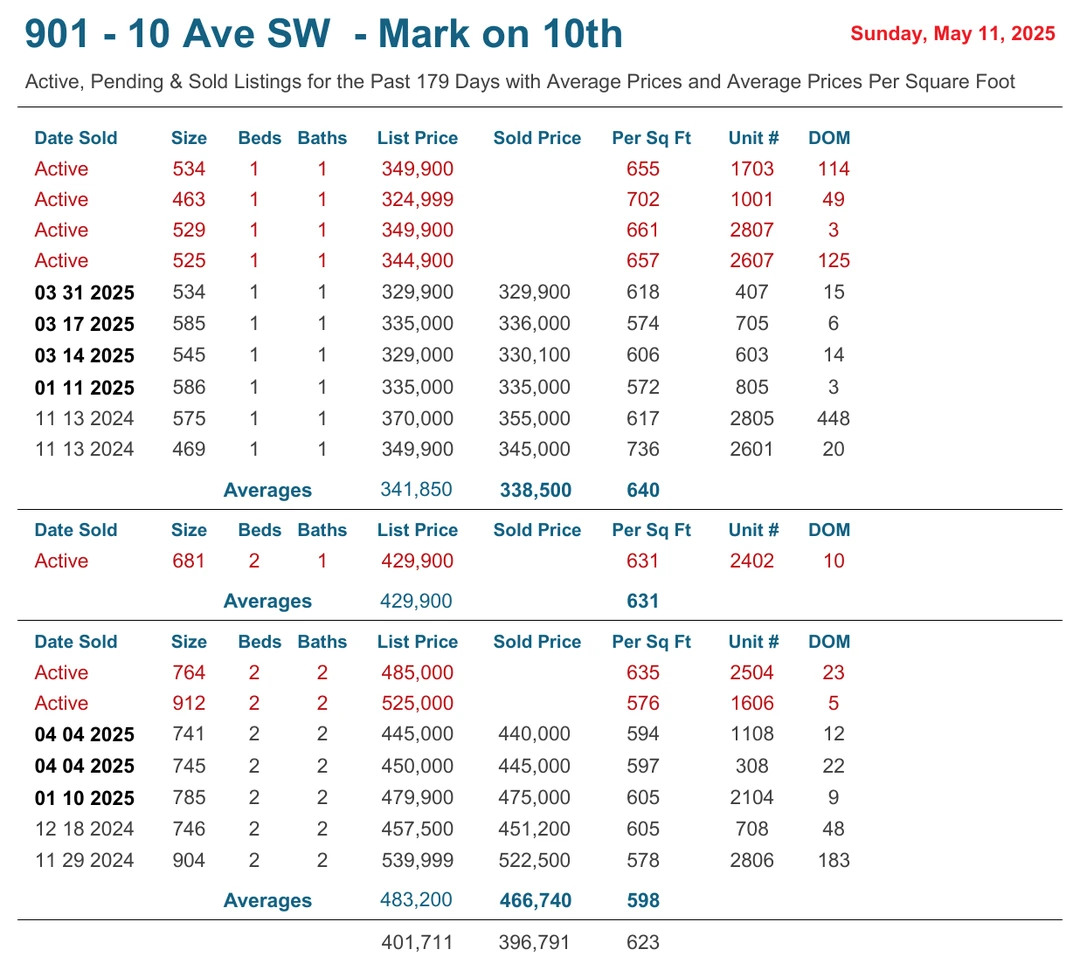 901 - 10 Ave SW - Mark on 10th Sunday, May 11, 2025
Active, Pending & Sold Listings for the Past 179 Days with Average Prices and Average Prices Per Square Foot
Date Sold Size Beds Baths List Price Sold Price Per Sq Ft Unit # DOM
Active 534 1 1 349,900 655 1703 114
Active 463 1 1 324,999 702 1001 49
Active 529 1 1 349,900 661 2807 3
Active 525 1 1 344,900 657 2607 125
03 31 2025 534 1 1 329,900 329,900 618 407 15
03 17 2025 585 1 1 335,000 336,000 574 705 6
03 14 2025 545 1 1 329,000 330,100 606 603 14
01 11 2025 586 1 1 335,000 335,000 572 805 3
11 13 2024 575 1 1 370,000 355,000 617 2805 448
11 13 2024 469 1 1 349,900 345,000 736 2601 20
Averages 341,850 338,500 640
Date Sold Size Beds Baths List Price Sold Price Per Sq Ft Unit # DOM
Active 681 2 1 429,900 631 2402 10
Averages 429,900 631
Date Sold Size Beds Baths List Price Sold Price Per Sq Ft Unit # DOM
Active 764 2 2 485,000 635 2504 23
Active 912 2 2 525,000 576 1606 5
04 04 2025 741 2 2 445,000 440,000 594 1108 12
04 04 2025 745 2 2 450,000 445,000 597 308 22
01 10 2025 785 2 2 479,900 475,000 605 2104 9
12 18 2024 746 2 2 457,500 451,200 605 708 48
11 29 2024 904 2 2 539,999 522,500 578 2806 183
Averages 483,200 466,740 598
401,711 396,791 623